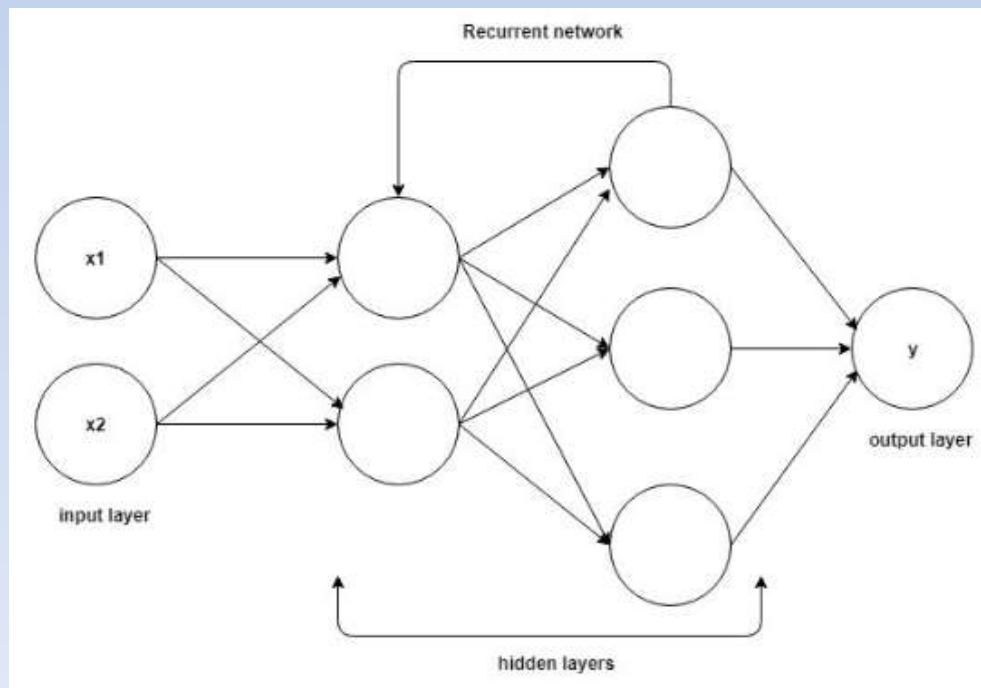 Recurrent network
x1
x2
y
output layer
input layer
hidden layers